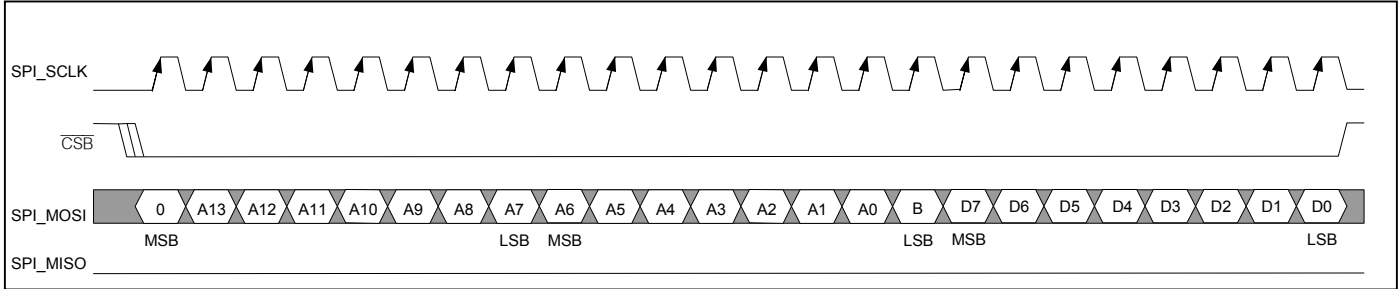 SPI_SCLK
CSB
SPI_MOSI 0 A13 A12 A11 A10 A9 A8 A7 A6 A5 A4 A3 A2 A1 A0 B D7 D6 D5 D4 D3 D2 D1 D0
MSB LSB MSB LSB MSB LSB
SPI_MISO